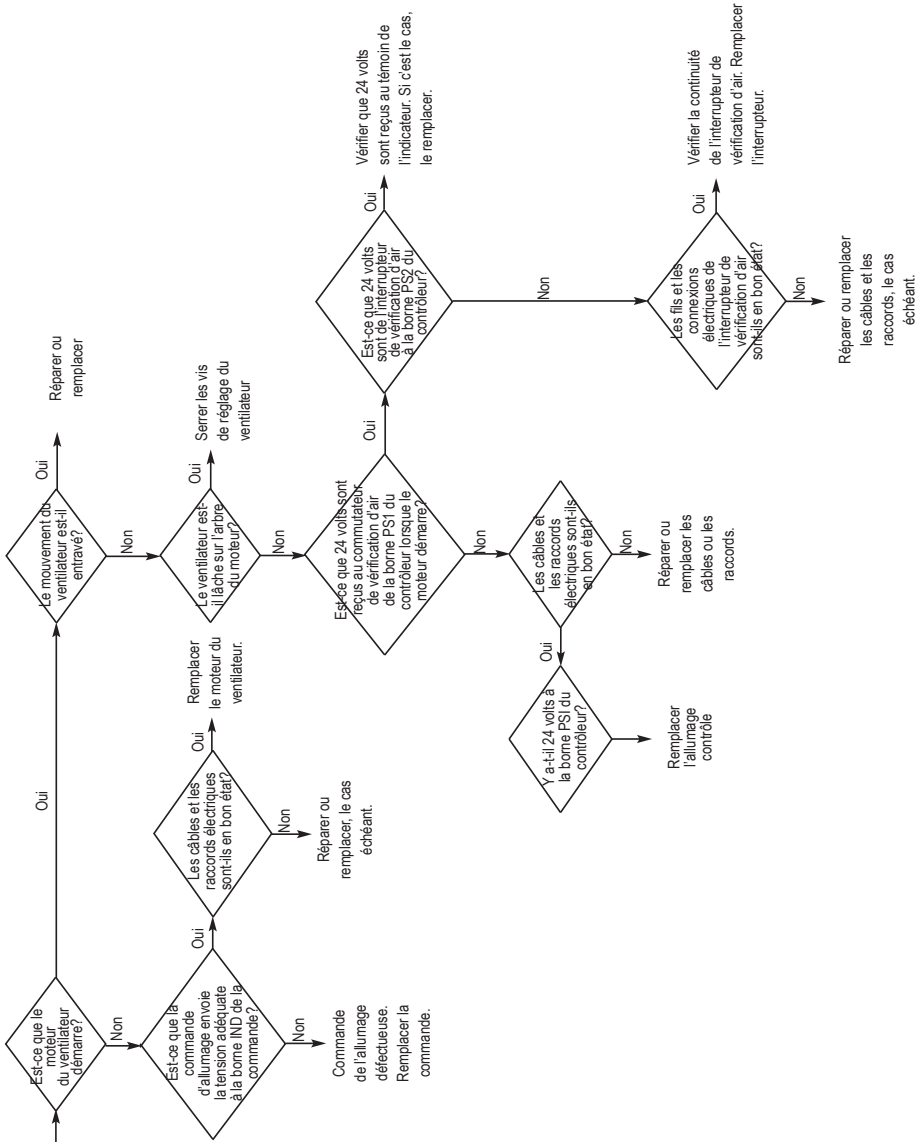 Est-ce que le
moteur
du ventilateur
démarre?
Oui
Non
Le mouvement du
ventilateur est-il
entravé?
Oui
Réparer ou
remplacer
Non
Est-ce que la
commande
d'allumage envoie
la tension adéquate
à la borne IND de la
commande?
Oui
Non
Commande
de l'allumage
défectueuse.
Remplacer la
commande.
Les câbles et les
raccords électriques
sont-ils en bon état?
Oui
Remplacer
le moteur du
ventilateur.
Non
Réparer ou
remplacer, le cas
échéant.
Le ventilateur est-
il lâche sur l'arbre
du moteur?
Oui
Serrer les vis
de réglage du
ventilateur
Non
Est-ce que 24 volts sont
reçus au commutateur
de vérification d'air
de la borne PS1 du
contrôleur lorsque le
moteur démarre?
Oui
Non
Est-ce que 24 volts
sont de l'interrupteur
de vérification d'air
à la borne PS2 du
contrôleur?
Oui
Vérifier que 24 volts
sont reçus au témoin de
l'indicateur. Si c'est le cas,
le remplacer.
Non
Les câbles et
les raccords
électriques sont-ils
en bon état?
Oui
Non
Réparer ou
remplacer les
câbles ou les
raccords.
Y a-t-il 24 volts à
la borne PSI du
contrôleur?
Remplacer
l'allumage
contrôle
Les fils et les
connexions
électriques de
l'interrupteur de
vérification d'air
sont-ils en bon état?
Oui
Vérifier la continuité
de l'interrupteur de
vérification d'air. Remplacer
l'interrupteur.
Non
Réparer ou remplacer
les câbles et les
raccords, le cas
échéant.